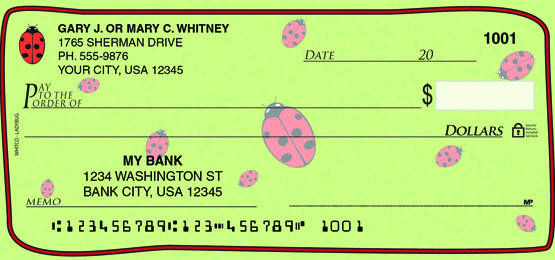 GARY J. OR MARY C. WHITNEY
1765 SHERMAN DRIVE
PH. 555-9876
YOUR CITY, USA 12345
1001
DATE 20
PAY TO THE
ORDER OF $
DOLLARS
WHITCO - LADYBUG
MY BANK
1234 WASHINGTON ST
BANK CITY, USA 12345
MEMO MP
⑆123456789⑆123⑉456789⑈ 1001